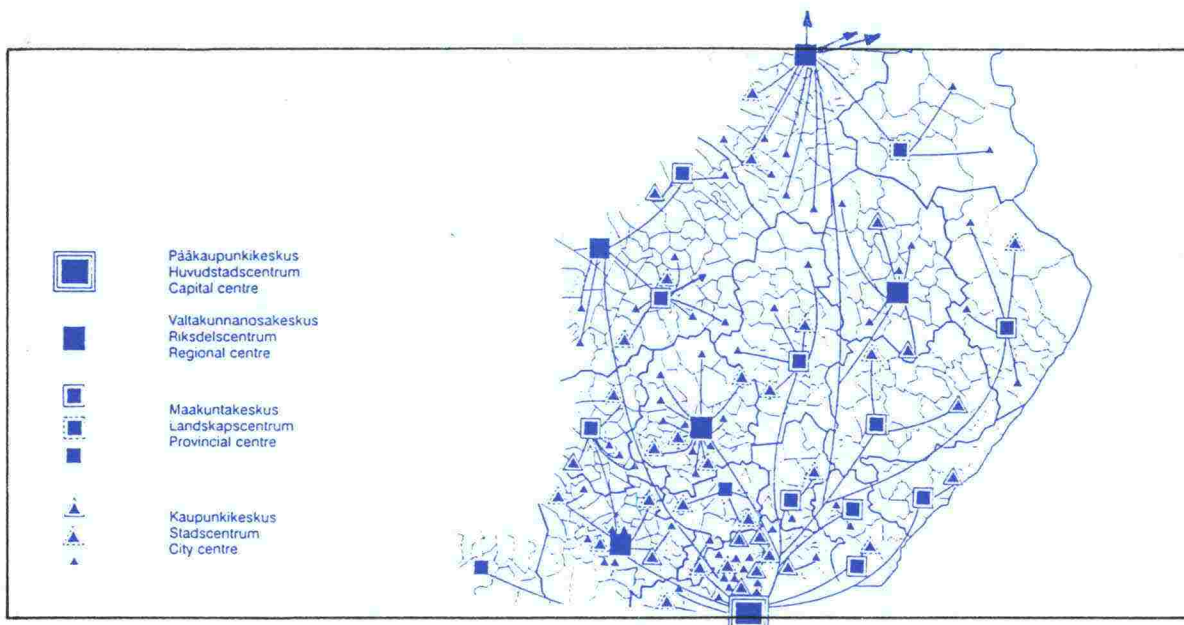 Pääkaupunkikeskus
Huvudstadscentrum
Capital centre
Valtakunnanosakeskus
Riksdelscentrum
Regional centre
Maakuntakeskus
Landskapscentrum
Provincial centre
Kaupunkikeskus
Stadscentrum
City centre